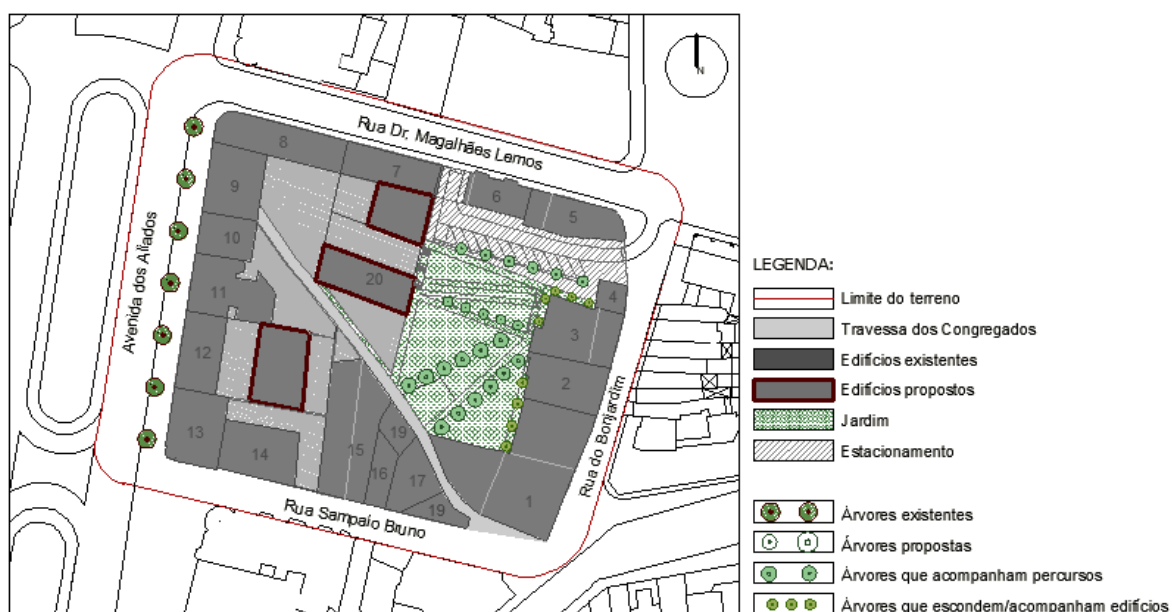 N
Rua Dr. Magalhães Lemos
8
7
6
5
9
10
11
12
13
14
20
4
3
2
1
15
16
19
17
19
Avenida dos Aliados
Rua do Bonjardim
Rua Sampaio Bruno
LEGENDA:
Limite do terreno
Travessa dos Congregados
Edifícios existentes
Edifícios propostos
Jardim
Estacionamento
Árvores existentes
Árvores propostas
Árvores que acompanham percursos
Árvores que escondem/acompanham edifícios